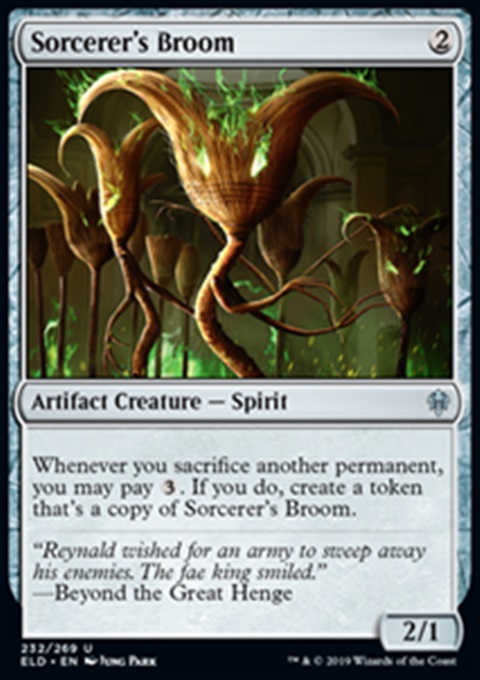 Sorcerer's Broom 2
Artifact Creature — Spirit
Whenever you sacrifice another permanent,
you may pay 3. If you do, create a token
that's a copy of Sorcerer's Broom.
"Reynald wished for an army to sweep away
his enemies. The fae king smiled."
—Beyond the Great Henge
2/1
232/269 U
ELD • EN Jung Park
™ & © 2019 Wizards of the Coast